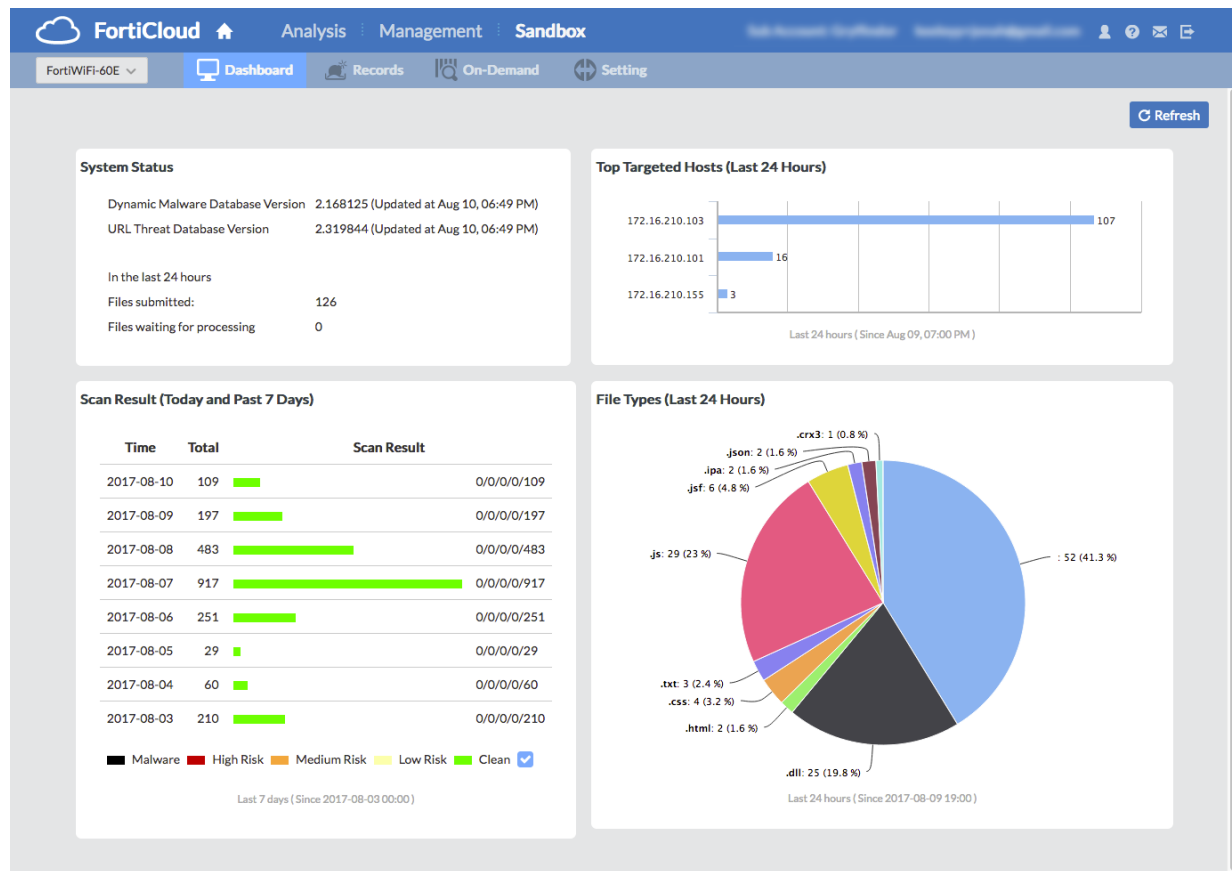 FortiCloud Analysis Management Sandbox
FortiWiFi-60E Dashboard Records On-Demand Setting
Refresh
System Status
Dynamic Malware Database Version 2.168125 (Updated at Aug 10, 06:49 PM)
URL Threat Database Version 2.319844 (Updated at Aug 10, 06:49 PM)
In the last 24 hours
Files submitted: 126
Files waiting for processing 0
Top Targeted Hosts (Last 24 Hours)
172.16.210.103 107
172.16.210.101 16
172.16.210.155 3
Last 24 hours ( Since Aug 09, 07:00 PM )
Scan Result (Today and Past 7 Days)
Time Total Scan Result
2017-08-10 109 0/0/0/0/109
2017-08-09 197 0/0/0/0/197
2017-08-08 483 0/0/0/0/483
2017-08-07 917 0/0/0/0/917
2017-08-06 251 0/0/0/0/251
2017-08-05 29 0/0/0/0/29
2017-08-04 60 0/0/0/0/60
2017-08-03 210 0/0/0/0/210
Malware High Risk Medium Risk Low Risk Clean
Last 7 days ( Since 2017-08-03 00:00 )
File Types (Last 24 Hours)
.crx3: 1 (0.8 %)
.json: 2 (1.6 %)
.ipa: 2 (1.6 %)
.jsf: 6 (4.8 %)
.js: 29 (23 %)
: 52 (41.3 %)
.txt: 3 (2.4 %)
.css: 4 (3.2 %)
.html: 2 (1.6 %)
.dll: 25 (19.8 %)
Last 24 hours ( Since 2017-08-09 19:00 )